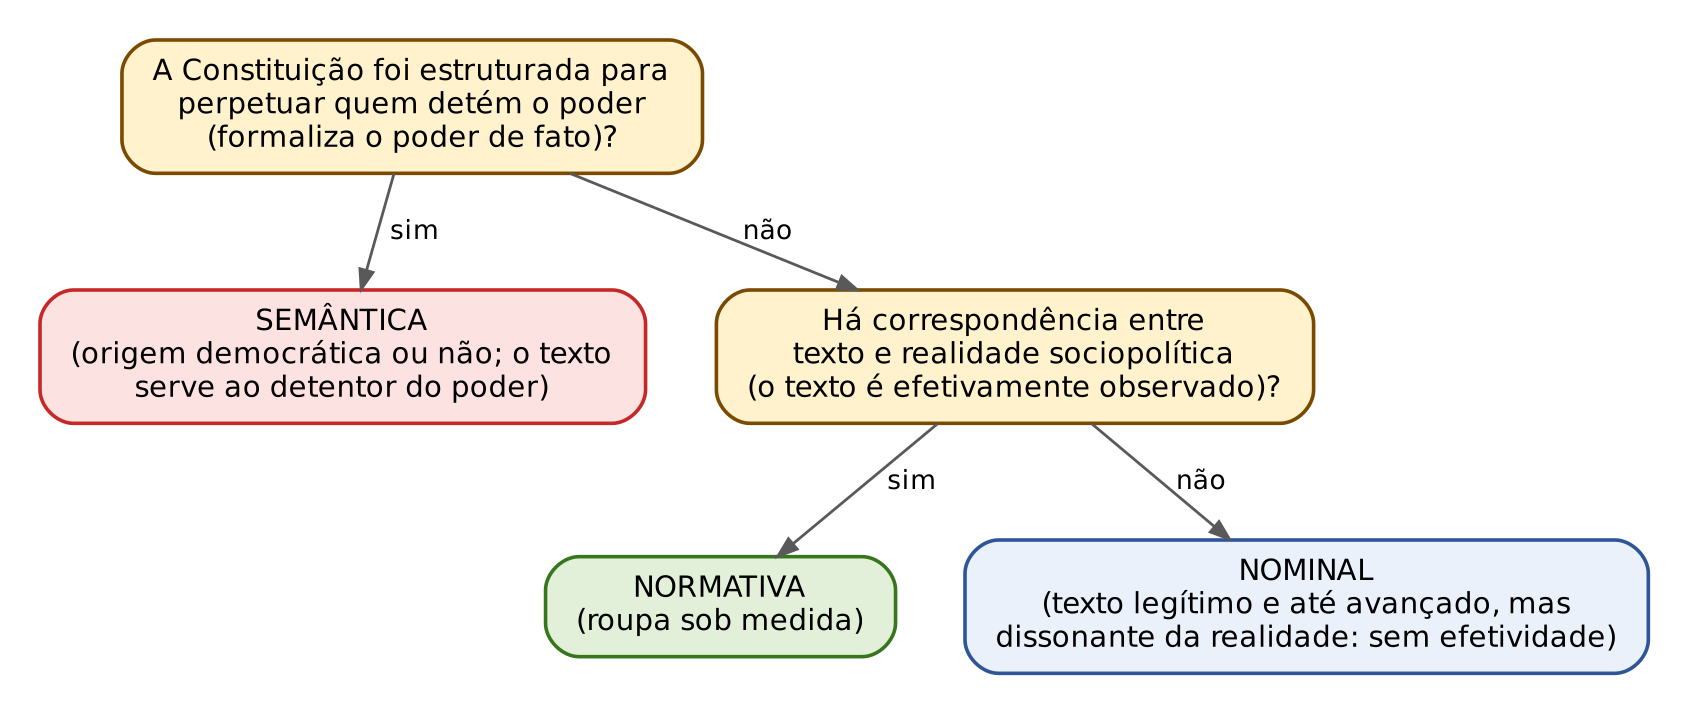 A Constituição foi estruturada para
perpetuar quem detém o poder
(formaliza o poder de fato)?
sim
não
SEMÂNTICA
(origem democrática ou não; o texto
serve ao detentor do poder)
Há correspondência entre
texto e realidade sociopolítica
(o texto é efetivamente observado)?
sim
não
NORMATIVA
(roupa sob medida)
NOMINAL
(texto legítimo e até avançado, mas
dissonante da realidade: sem efetividade)